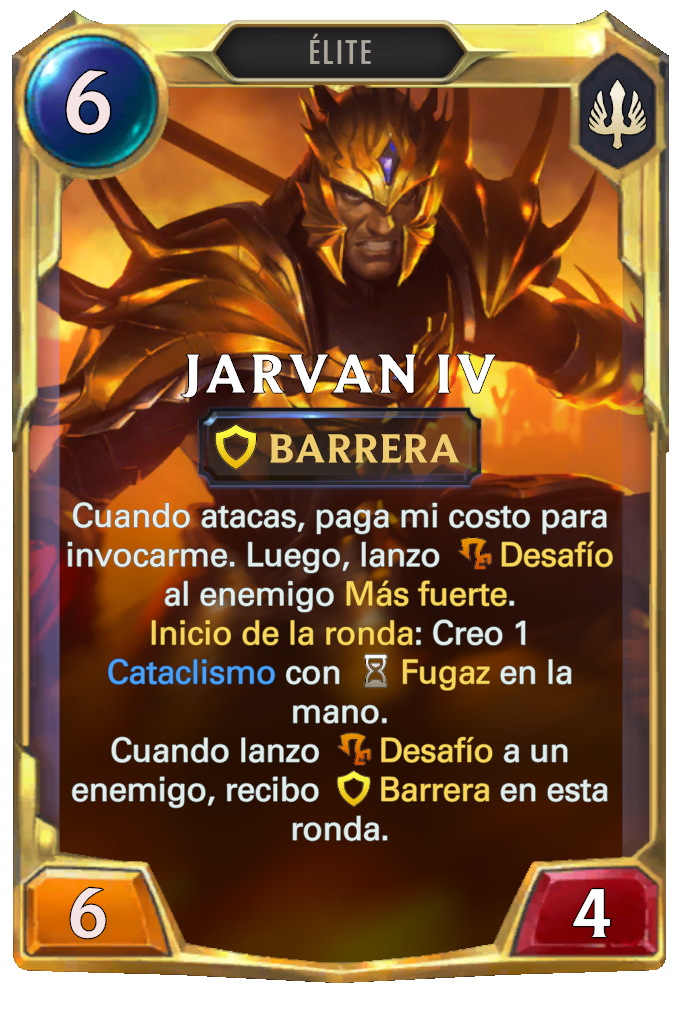 ÉLITE
6
JARVAN IV
BARRERA
Cuando atacas, paga mi costo para
invocarme. Luego, lanzo Desafío
al enemigo Más fuerte.
Inicio de la ronda: Creo 1
Cataclismo con Fugaz en la
mano.
Cuando lanzo Desafío a un
enemigo, recibo Barrera en esta
ronda.
6
4